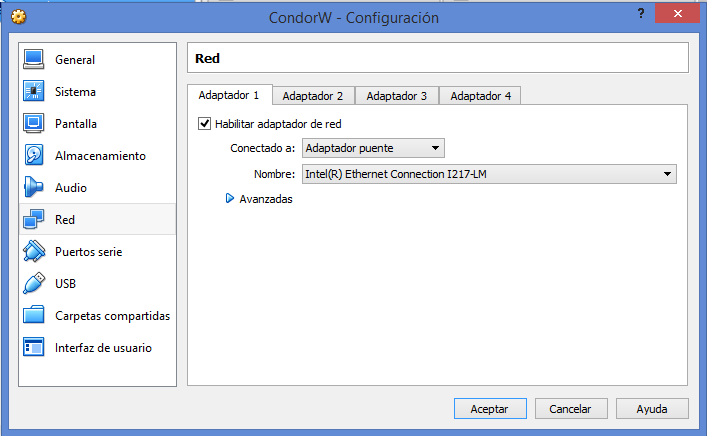 CondorW - Configuración
?
General
Sistema
Pantalla
Almacenamiento
Audio
Red
Puertos serie
USB
Carpetas compartidas
Interfaz de usuario
Red
Adaptador 1 Adaptador 2 Adaptador 3 Adaptador 4
Habilitar adaptador de red
Conectado a: Adaptador puente
Nombre: Intel(R) Ethernet Connection I217-LM
Avanzadas
Aceptar Cancelar Ayuda